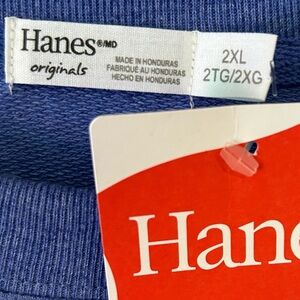 Hanes®/MD
originals
MADE IN HONDURAS
FABRIQUÉ AU HONDURAS
HECHO EN HONDURAS
2XL
2TG/2XG
Hane